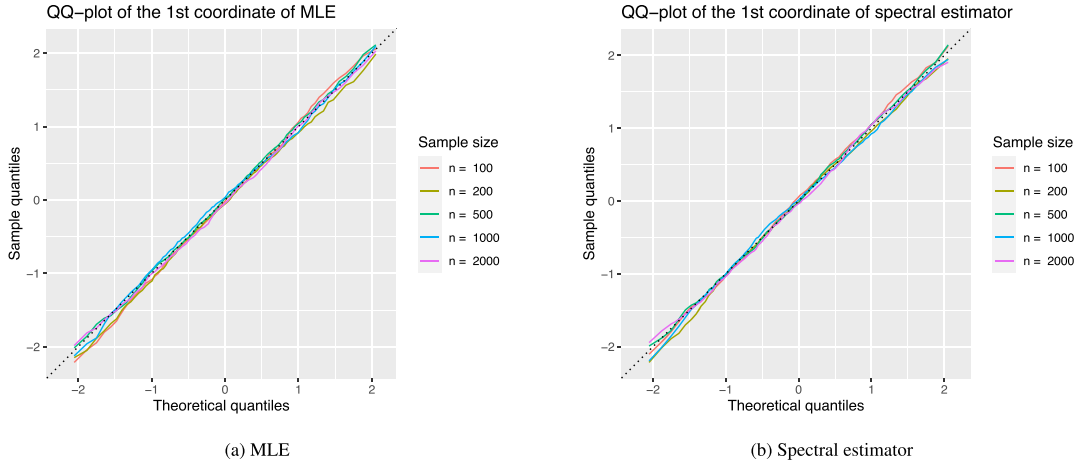 QQ−plot of the 1st coordinate of MLE
2
1
0
−1
−2
−2 −1 0 1 2
Sample quantiles
Theoretical quantiles
Sample size
n = 100
n = 200
n = 500
n = 1000
n = 2000
(a) MLE
QQ−plot of the 1st coordinate of spectral estimator
2
1
0
−1
−2
−2 −1 0 1 2
Sample quantiles
Theoretical quantiles
Sample size
n = 100
n = 200
n = 500
n = 1000
n = 2000
(b) Spectral estimator